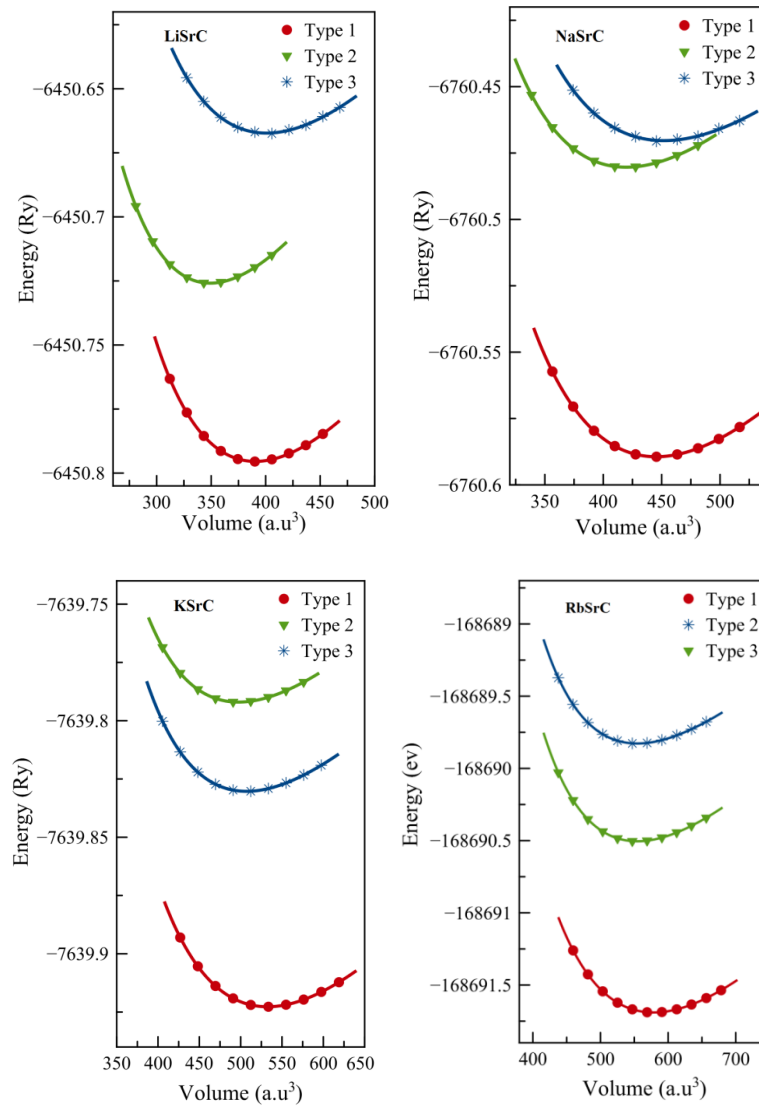 LiSrC
Type 1
Type 2
Type 3
−6450.65
−6450.7
−6450.75
−6450.8
Energy (Ry)
300 350 400 450 500
Volume (a.u³)
NaSrC
Type 1
Type 2
Type 3
−6760.45
−6760.5
−6760.55
−6760.6
Energy (Ry)
350 400 450 500
Volume (a.u³)
KSrC
Type 1
Type 2
Type 3
−7639.75
−7639.8
−7639.85
−7639.9
Energy (Ry)
350 400 450 500 550 600 650
Volume (a.u³)
RbSrC
Type 1
Type 2
Type 3
−168689
−168689.5
−168690
−168690.5
−168691
−168691.5
Energy (ev)
400 500 600 700
Volume (a.u³)